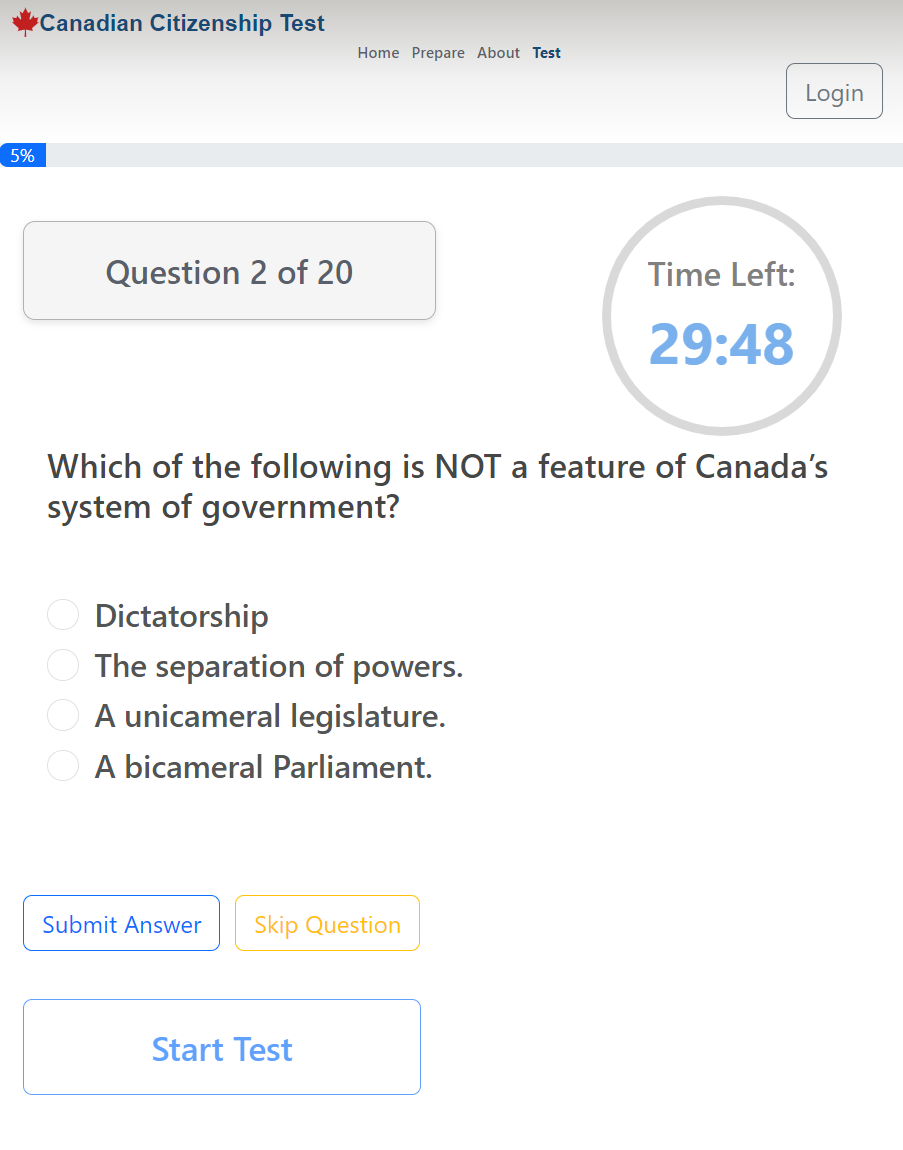 Canadian Citizenship Test
Home Prepare About Test
Login
5%
Question 2 of 20
Time Left:
29:48
Which of the following is NOT a feature of Canada’s
system of government?
Dictatorship
The separation of powers.
A unicameral legislature.
A bicameral Parliament.
Submit Answer Skip Question
Start Test